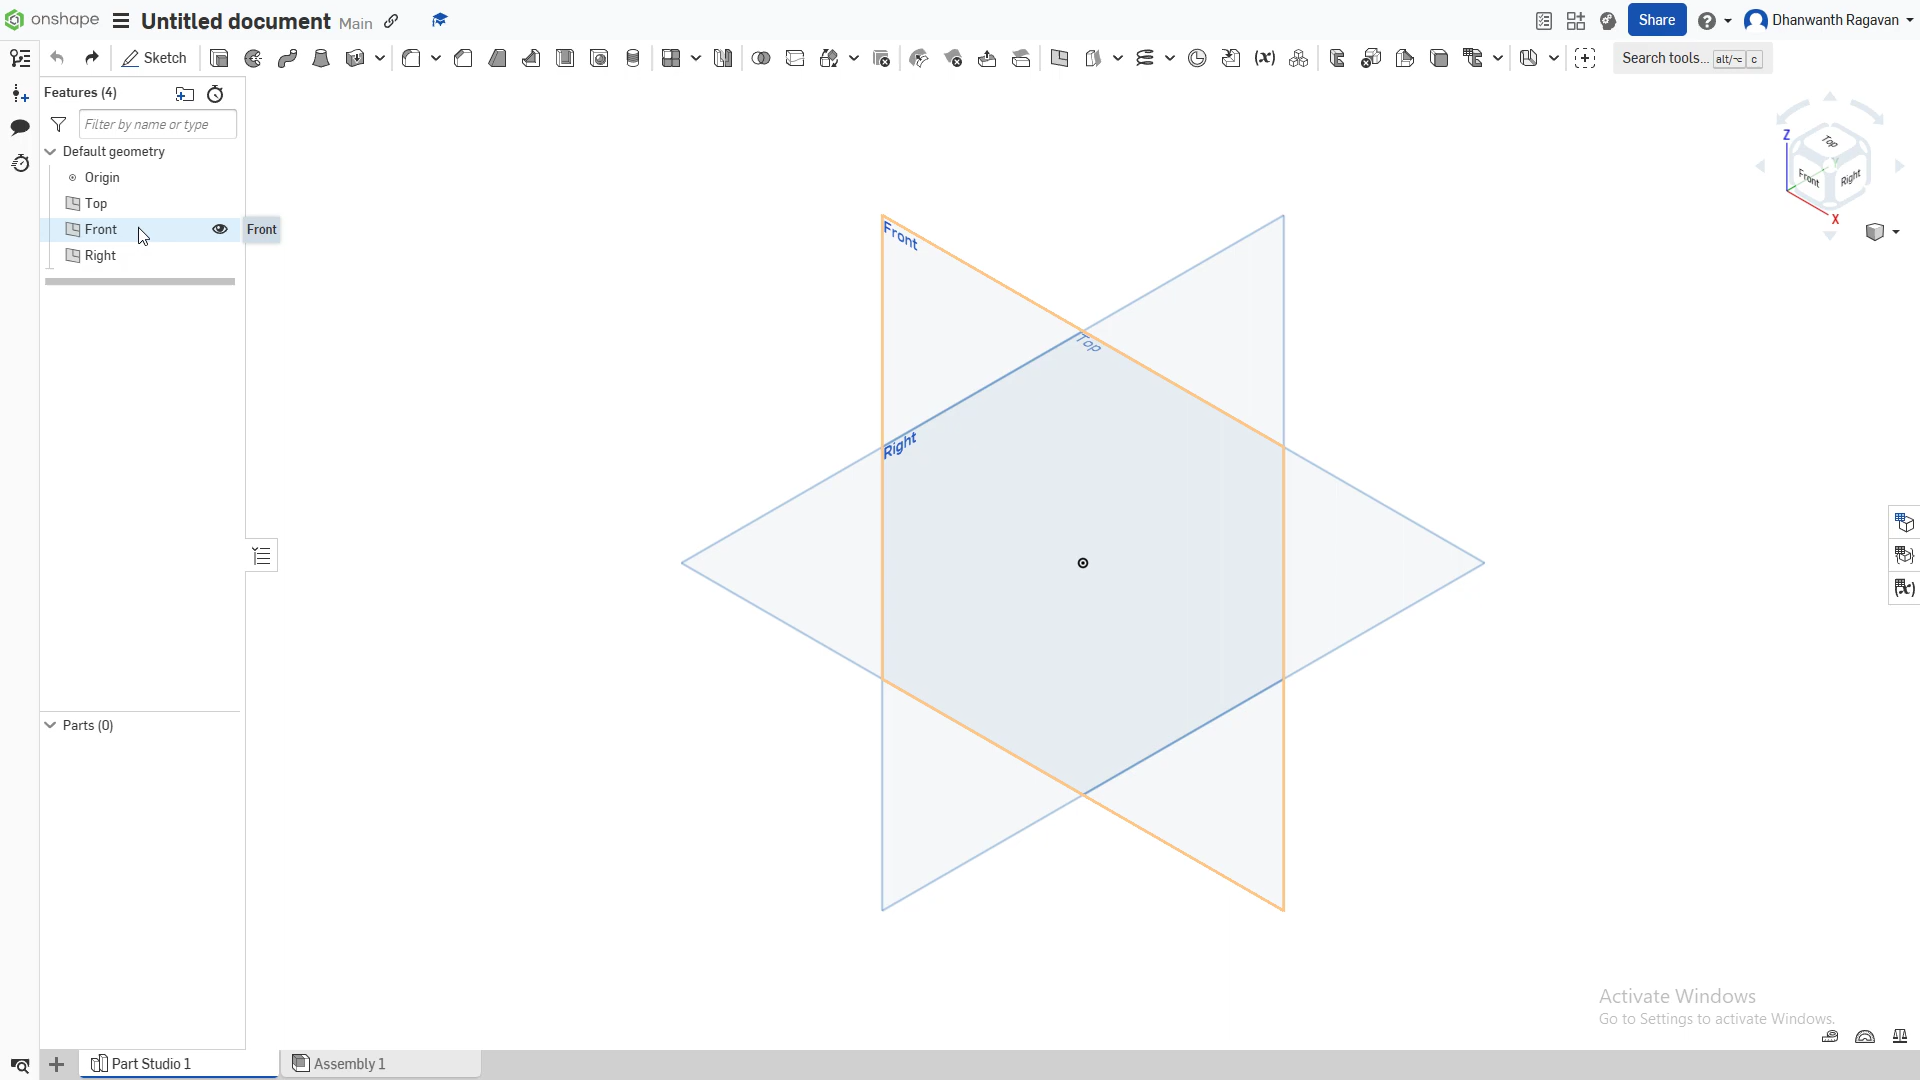 onshape Untitled document Main Share Dhanwanth Ragavan
Sketch Search tools... alt/⌥ c
Features (4)
Filter by name or type
Default geometry
Origin
Top
Front Front
Right
Parts (0)
Front
Top
Right
Z
Top
Front
Right
Y
X
Activate Windows
Go to Settings to activate Windows.
Part Studio 1 Assembly 1